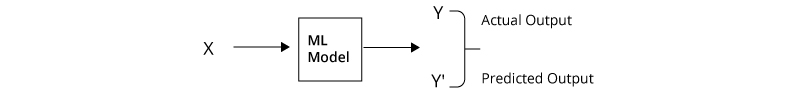 X
ML
Model
Y
Actual Output
Y'
Predicted Output